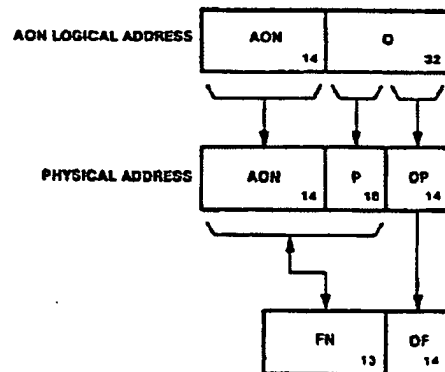 AON LOGICAL ADDRESS AON 14 O 32
PHYSICAL ADDRESS AON 14 P 18 OP 14
FN 13 OF 14